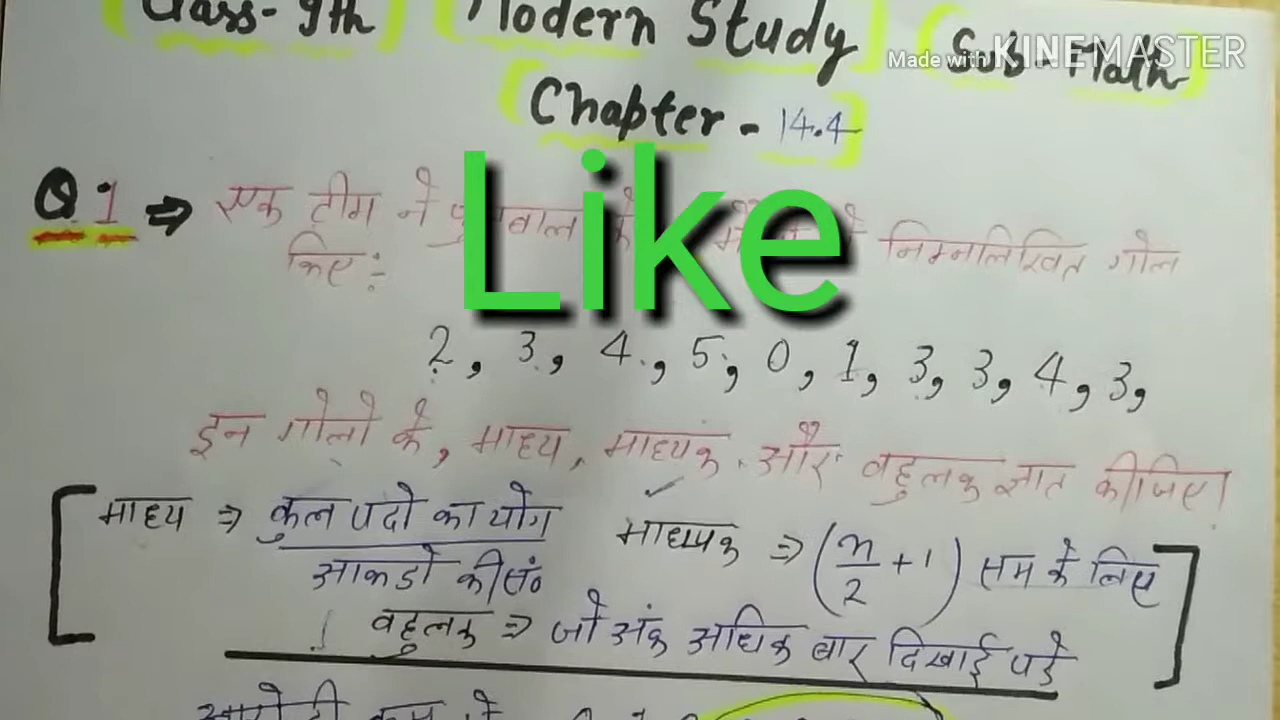 Class-9th Modern Study Sub-Math
Made with KINEMASTER
Chapter-14.4
Like
Q 1 ⇒ एक टीम ने निम्नलिखित गोल
किए:-
2, 3, 4, 5, 0, 1, 3, 3, 4, 3,
इन गोलो के, माध्य, माध्यक और बहुलक ज्ञात कीजिए।
माध्य ⇒ कुल पदो का योग माध्यक ⇒ (n/2 + 1) सम के लिए
आकडो की सं०
बहुलक ⇒ जो अंक अधिक बार दिखाई पडे